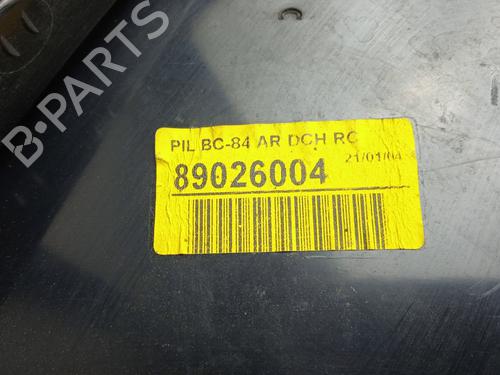 B-PARTS
PIL BC-84 AR DCH RC
21/01/04
89026004